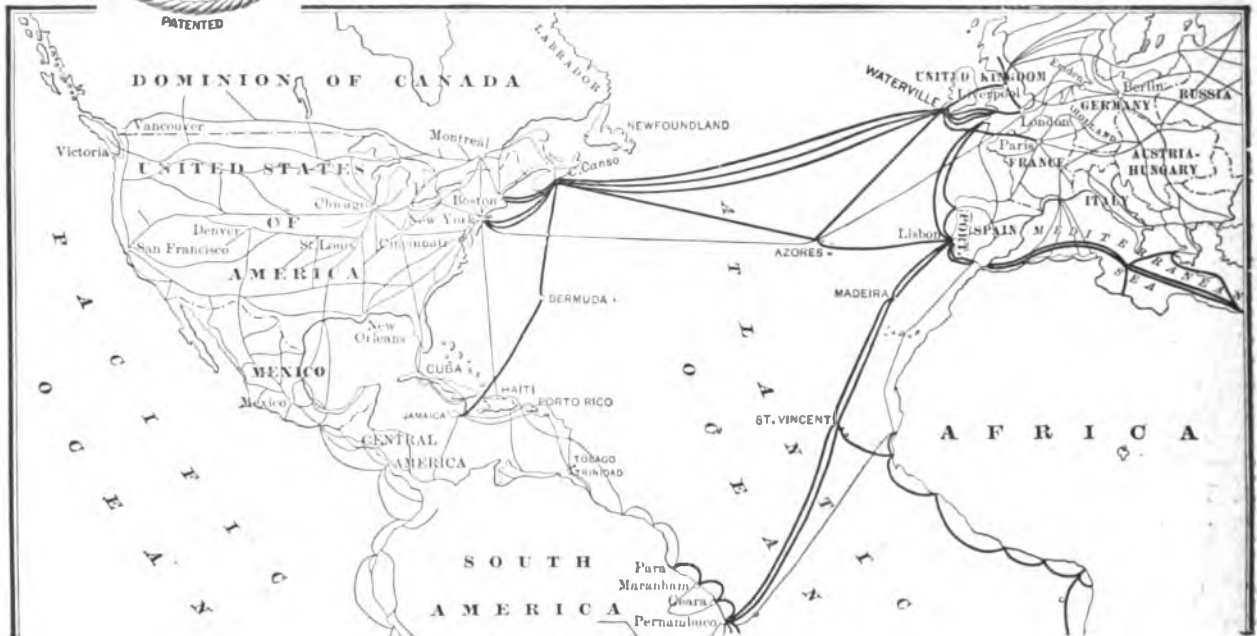 PATENTED
DOMINION OF CANADA
LABRADOR
NEWFOUNDLAND
Vancouver
Victoria
Montreal
C. Canso
UNITED STATES
OF
AMERICA
Boston
Chicago
New York
Denver
San Francisco
St. Louis
Cincinnati
New
Orleans
MEXICO
Mexico
CUBA
HAITI
JAMAICA
PORTO RICO
CENTRAL
AMERICA
TOBAGO
TRINIDAD
BERMUDA
PACIFIC
OCEAN
ATLANTIC
OCEAN
WATERVILLE
UNITED KINGDOM
Liverpool
London
Emden
HOLLAND
Berlin
GERMANY
RUSSIA
Paris
FRANCE
AUSTRIA-
HUNGARY
ITALY
Lisbon
PORT.
SPAIN
MEDITERRANEAN
SEA
AZORES
MADEIRA
ST. VINCENT
AFRICA
SOUTH
AMERICA
Para
Maranham
Ceara
Pernambuco